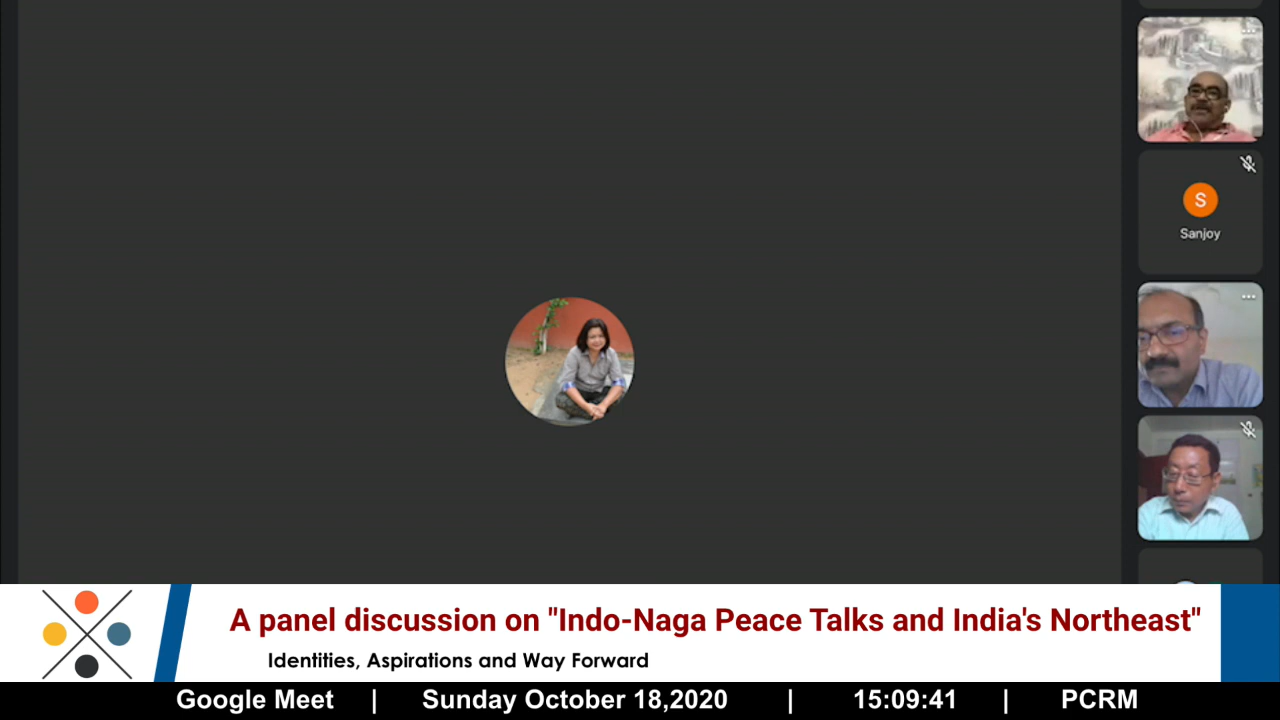 S
Sanjoy
A panel discussion on "Indo-Naga Peace Talks and India's Northeast"
Identities, Aspirations and Way Forward
Google Meet | Sunday October 18,2020 | 15:09:41 | PCRM